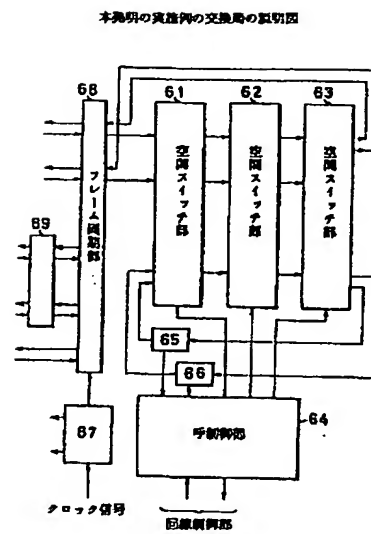 本発明の実施例の交換局の説明図
68
61
62
63
空間スイッチ部
空間スイッチ部
空間スイッチ部
フレーム同期部
69
65
66
67
呼制御部
64
クロック信号
回線制御部